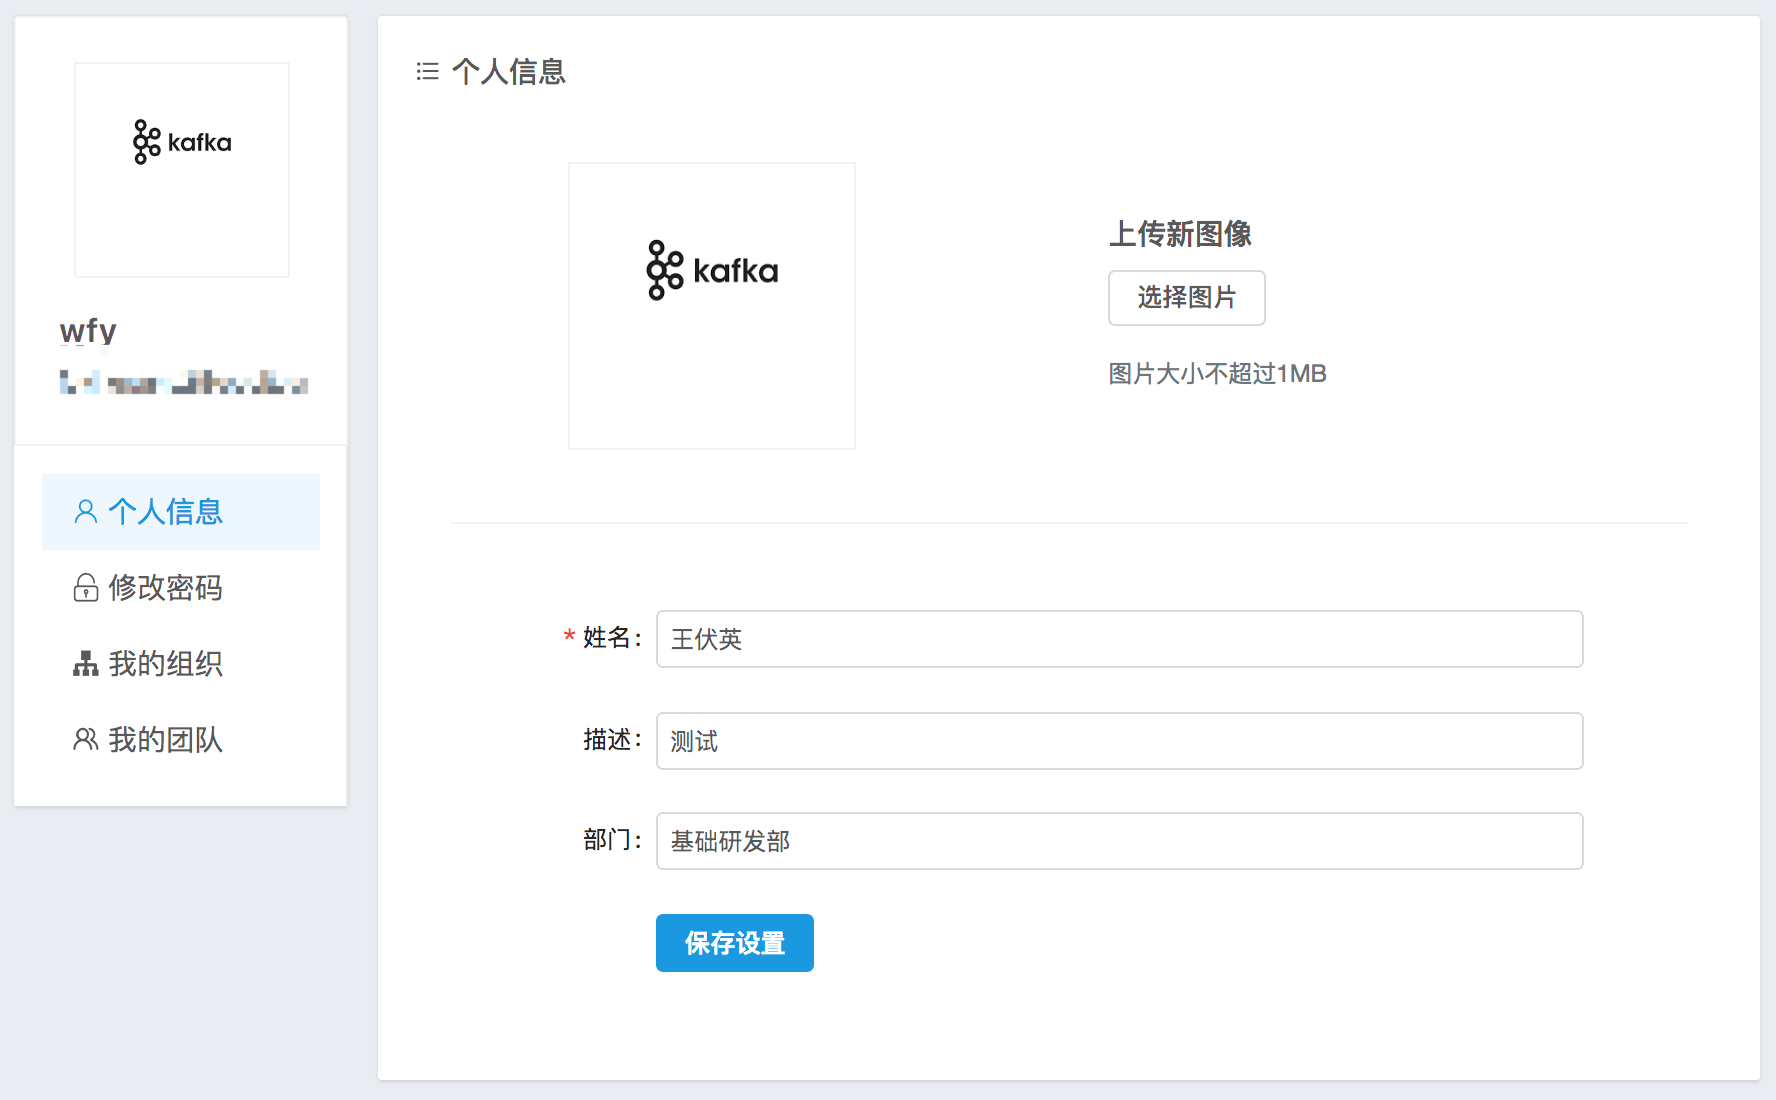 kafka
wfy
个人信息
修改密码
我的组织
我的团队
个人信息
kafka
上传新图像
选择图片
图片大小不超过1MB
* 姓名:
王伏英
描述:
测试
部门:
基础研发部
保存设置